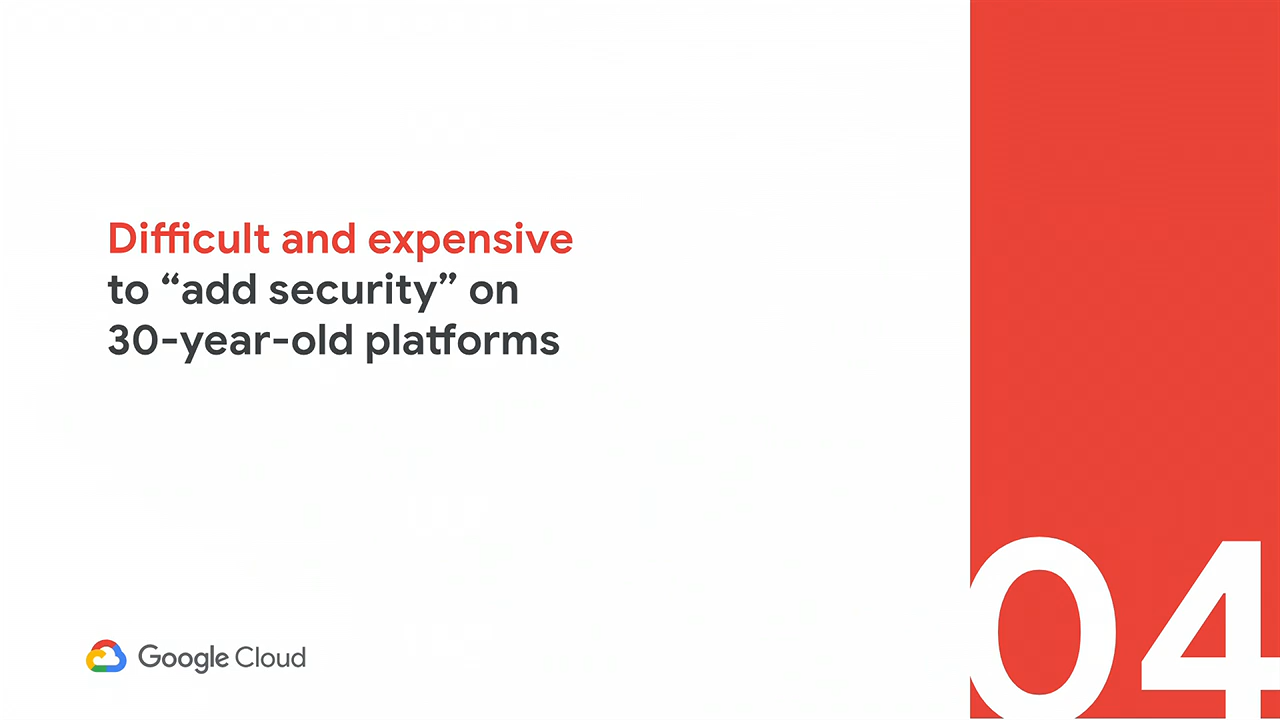 Difficult and expensive
to “add security” on
30-year-old platforms
Google Cloud
04